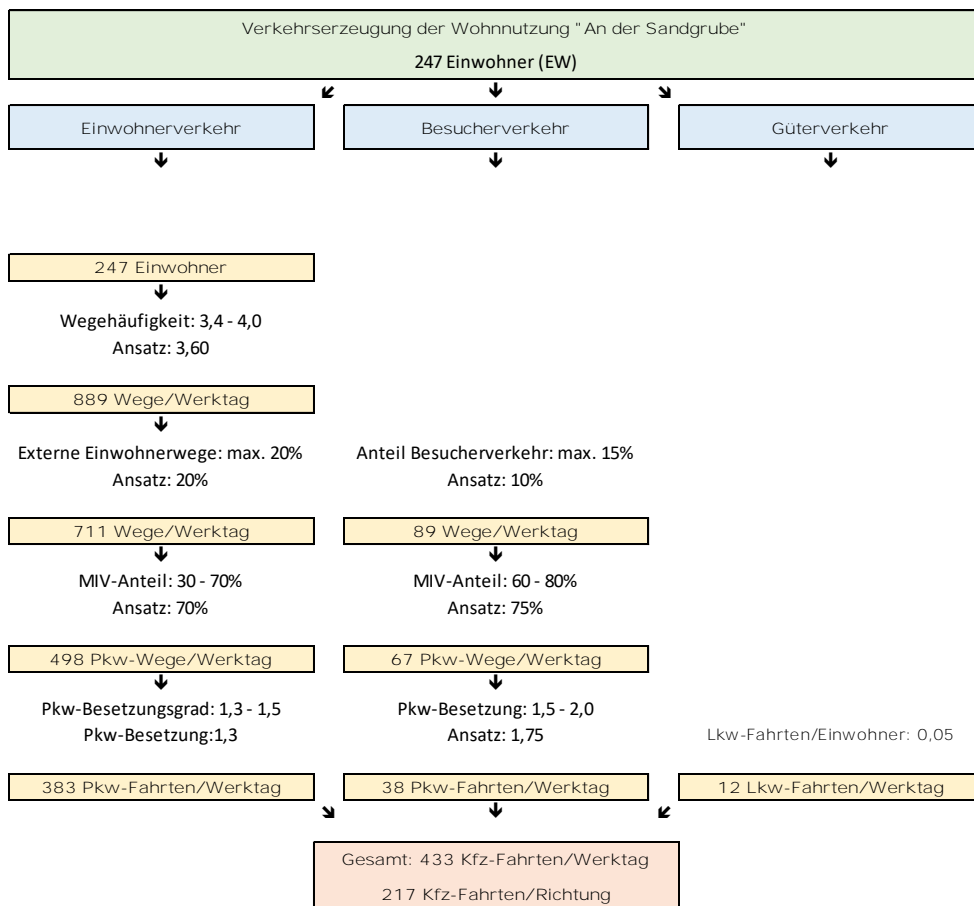 Verkehrserzeugung der Wohnnutzung "An der Sandgrube"
247 Einwohner (EW)
Einwohnerverkehr
Besucherverkehr
Güterverkehr
247 Einwohner
Wegehäufigkeit: 3,4 - 4,0
Ansatz: 3,60
889 Wege/Werktag
Externe Einwohnerwege: max. 20%
Ansatz: 20%
Anteil Besucherverkehr: max. 15%
Ansatz: 10%
711 Wege/Werktag
89 Wege/Werktag
MIV-Anteil: 30 - 70%
Ansatz: 70%
MIV-Anteil: 60 - 80%
Ansatz: 75%
498 Pkw-Wege/Werktag
67 Pkw-Wege/Werktag
Pkw-Besetzungsgrad: 1,3 - 1,5
Pkw-Besetzung:1,3
Pkw-Besetzung: 1,5 - 2,0
Ansatz: 1,75
Lkw-Fahrten/Einwohner: 0,05
383 Pkw-Fahrten/Werktag
38 Pkw-Fahrten/Werktag
12 Lkw-Fahrten/Werktag
Gesamt: 433 Kfz-Fahrten/Werktag
217 Kfz-Fahrten/Richtung